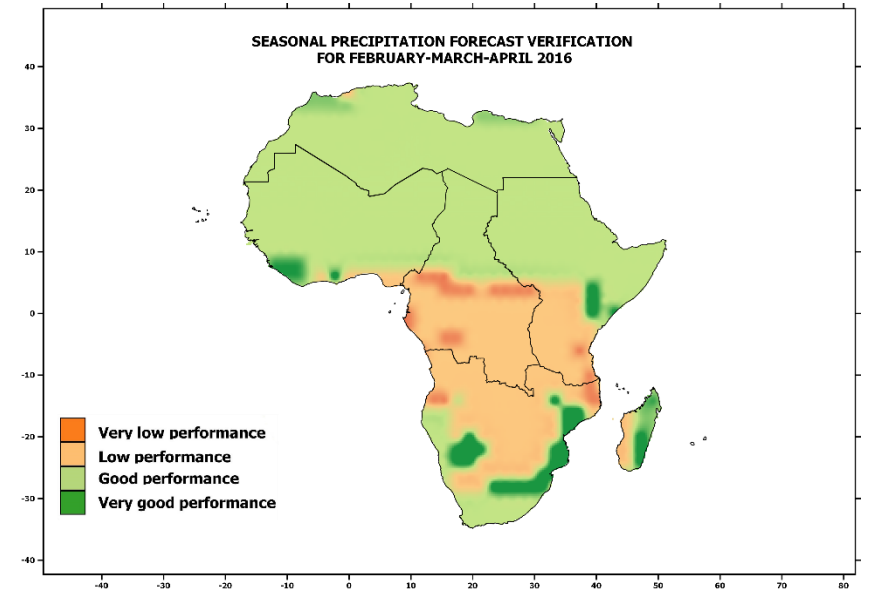 SEASONAL PRECIPITATION FORECAST VERIFICATION
FOR FEBRUARY-MARCH-APRIL 2016
40
30
20
10
0
-10
-20
-30
-40
Very low performance
Low performance
Good performance
Very good performance
-40 -30 -20 -10 0 10 20 30 40 50 60 70 80